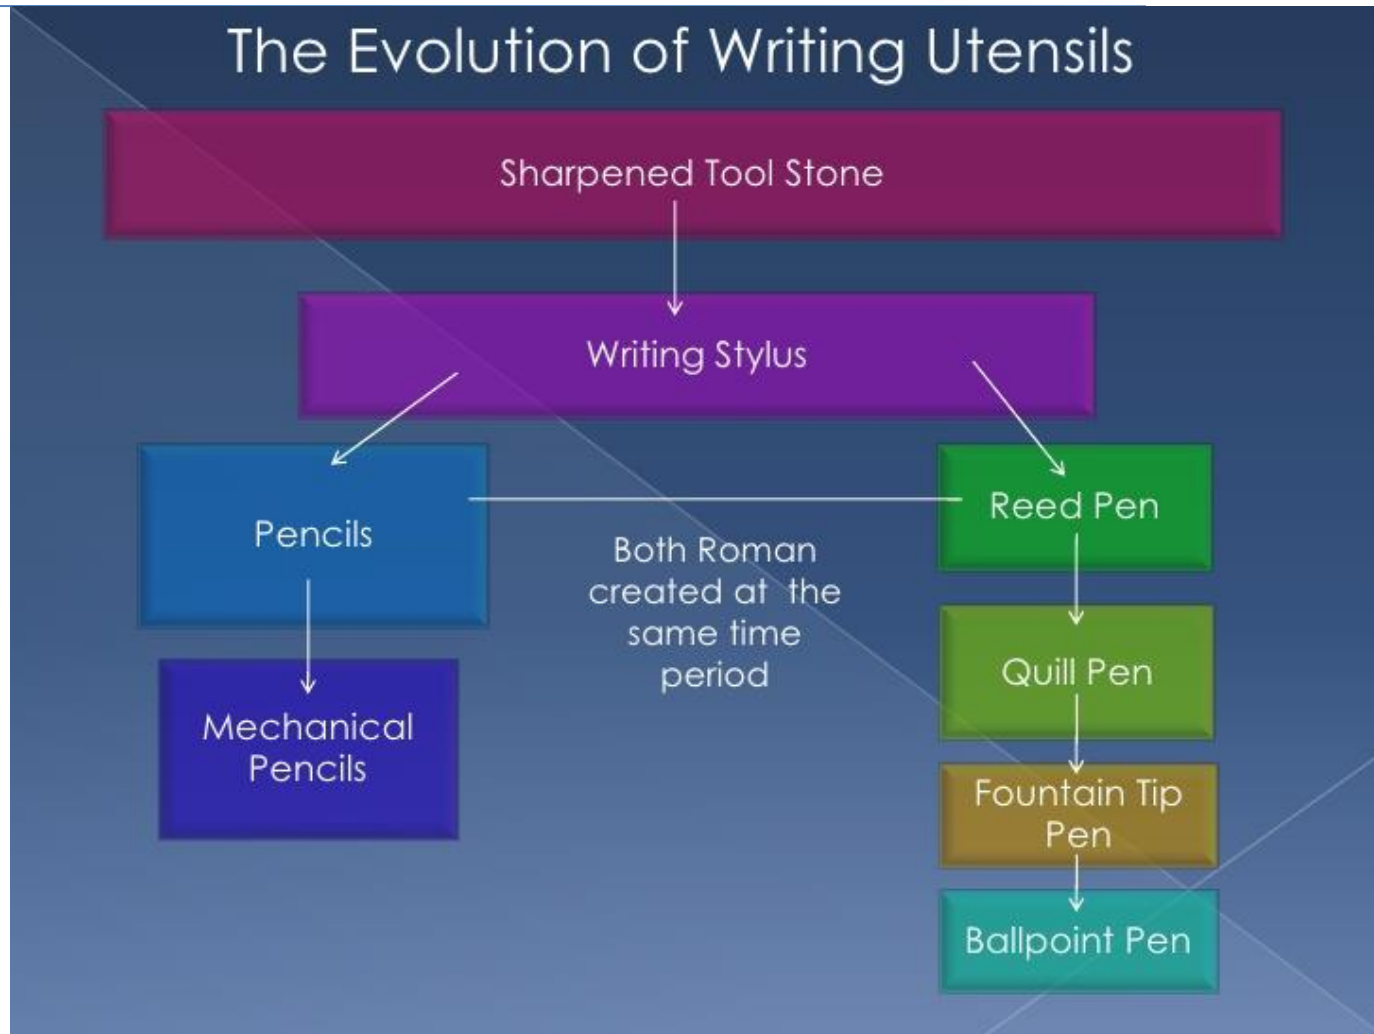 The Evolution of Writing Utensils
Sharpened Tool Stone
Writing Stylus
Pencils
Mechanical
Pencils
Both Roman
created at the
same time
period
Reed Pen
Quill Pen
Fountain Tip
Pen
Ballpoint Pen